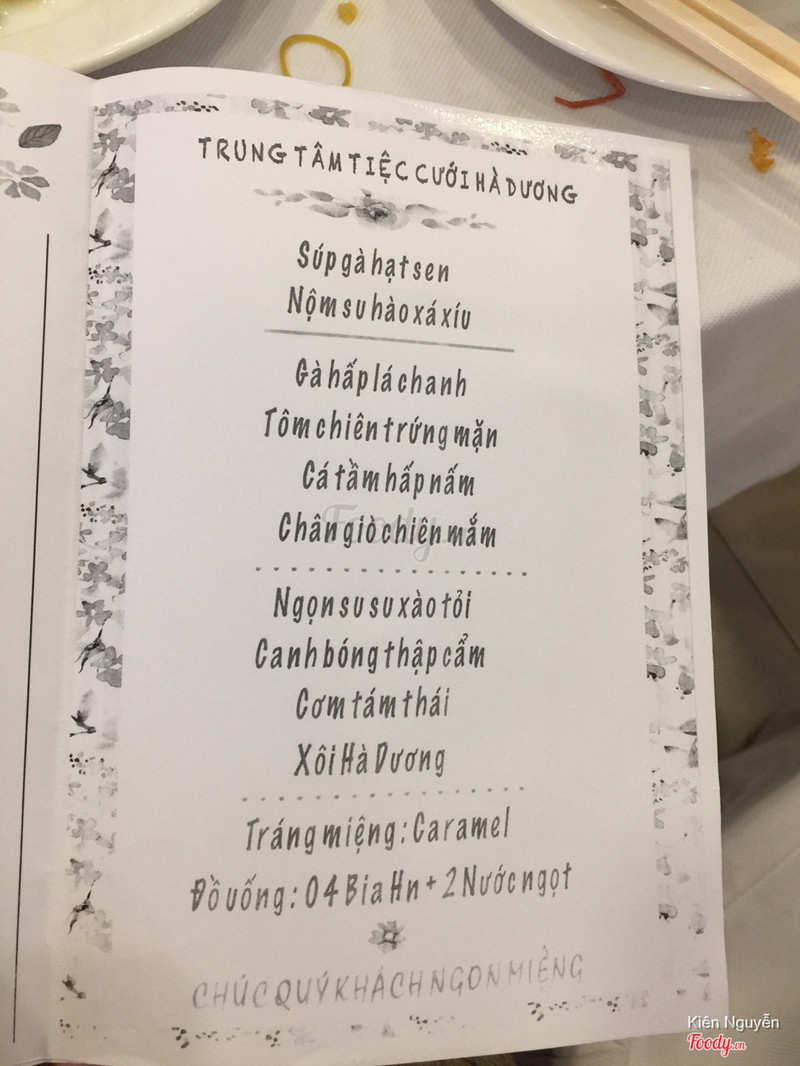 TRUNG TÂM TIỆC CƯỚI HÀ DƯƠNG
Súp gà hạt sen
Nộm su hào xá xíu
Gà hấp lá chanh
Tôm chiên trứng mặn
Cá tầm hấp nấm
Foody
Chân giò chiên mắm
Ngọn su su xào tỏi
Canh bóng thập cẩm
Cơm tám thái
Xôi Hà Dương
Tráng miệng : Caramel
Đồ uống : 04 Bia Hn + 2 Nước ngọt
CHÚC QUÝ KHÁCH NGON MIỆNG
Kiên Nguyễn
Foody.vn